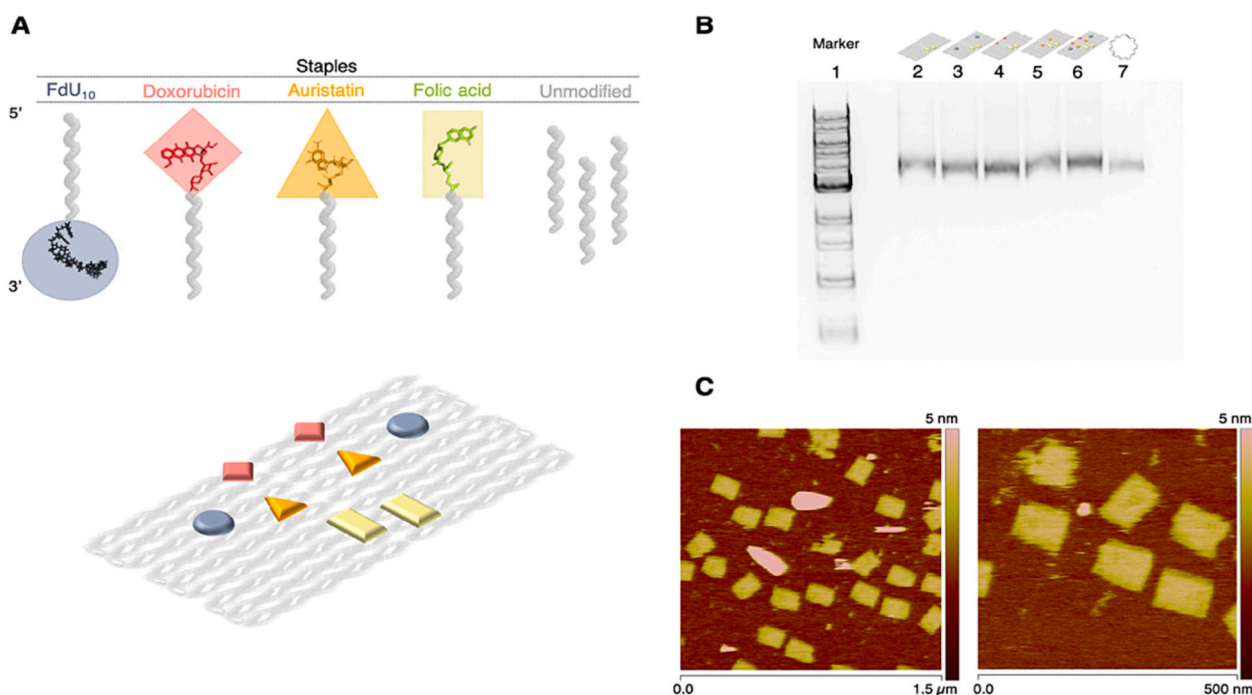 A
Staples
FdU10 Doxorubicin Auristatin Folic acid Unmodified
5’
3’
B
Marker
1 2 3 4 5 6 7
C
5 nm 5 nm
0.0 1.5 µm 0.0 500 nm